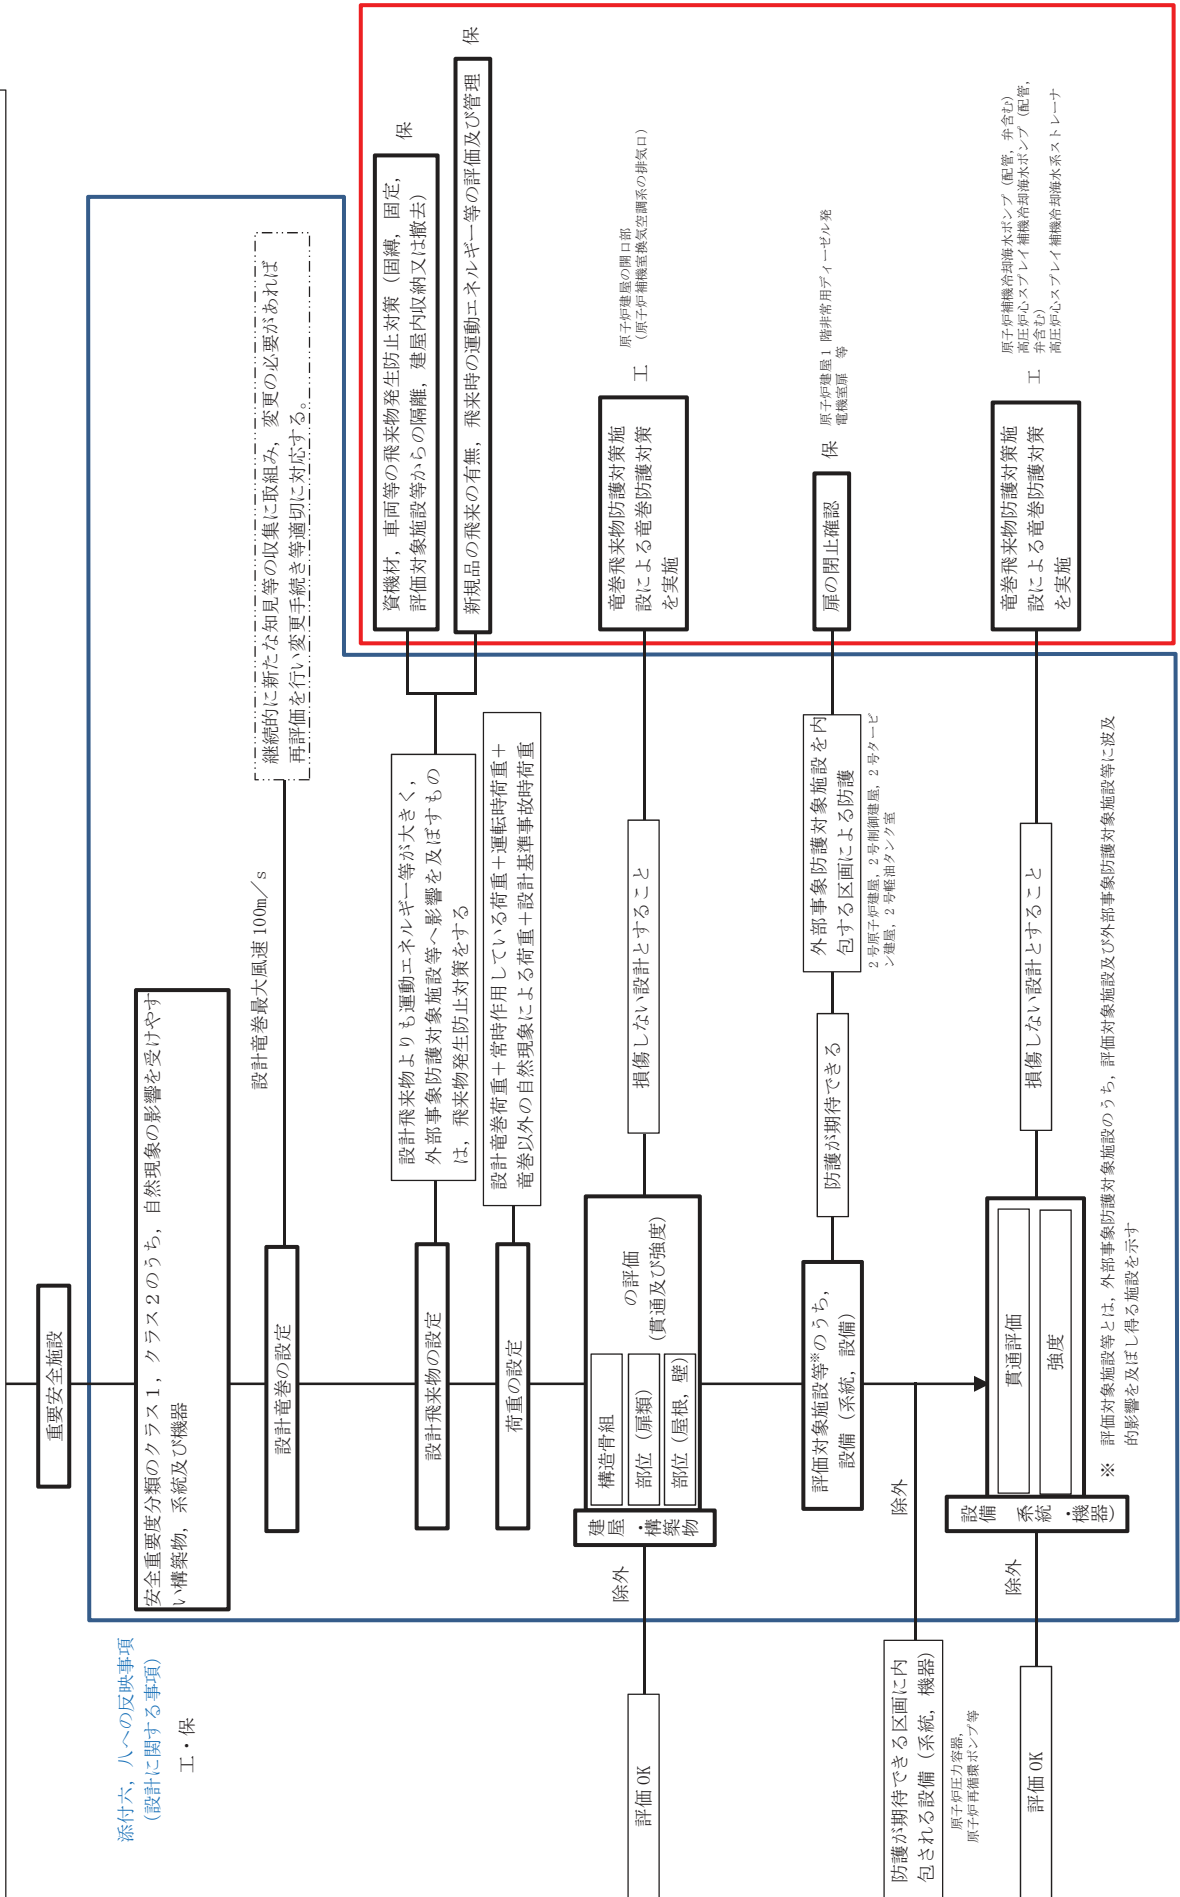 重要安全施設
添付六，八への反映事項
（設計に関する事項）
工・保
安全重要度分類のクラス１，クラス２のうち，自然現象の影響を受けやす
い構築物，系統及び機器
設計竜巻の設定
設計竜巻最大風速100m／s
継続的に新たな知見等の収集に取組み，変更の必要があれば
再評価を行い変更手続き等適切に対応する。
設計飛来物の設定
設計飛来物よりも運動エネルギー等が大きく，
外部事象防護対象施設等へ影響を及ぼすもの
は，飛来物発生防止対策をする
資機材，車両等の飛来物発生防止対策（固縛，固定，
評価対象施設等からの隔離，建屋内収納又は撤去）
保
新規品の飛来の有無，飛来時の運動エネルギー等の評価及び管理
保
荷重の設定
設計竜巻荷重＋常時作用している荷重＋運転時荷重＋
竜巻以外の自然現象による荷重＋設計基準事故時荷重
評価 OK
除外
建屋・構築物
構造骨組
部位（扉類）
部位（屋根，壁）
の評価
（貫通及び強度）
損傷しない設計とすること
竜巻飛来物防護対策施
設による竜巻防護対策
を実施
工
原子炉建屋の開口部
（原子炉補機室換気空調系の排気口）
評価対象施設等※のうち，
設備（系統，設備）
防護が期待できる
外部事象防護対象施設を内
包する区画による防護
２号原子炉建屋，２号制御建屋，２号タービ
ン建屋，２号軽油タンク室
扉の閉止確認
保
原子炉建屋1 階非常用ディーゼル発
電機室扉　等
防護が期待できる区画に内
包される設備（系統，機器）
原子炉圧力容器，
原子炉再循環ポンプ等
除外
評価 OK
除外
設備
系統・機器）
貫通評価
強度
損傷しない設計とすること
竜巻飛来物防護対策施
設による竜巻防護対策
を実施
工
原子炉補機冷却海水ポンプ（配管，弁含む）
高圧炉心スプレイ補機冷却海水ポンプ（配管，
弁含む）
高圧炉心スプレイ補機冷却海水系ストレーナ
※　評価対象施設等とは，外部事象防護対象施設のうち，評価対象施設及び外部事象防護対象施設等に波及
的影響を及ぼし得る施設を示す